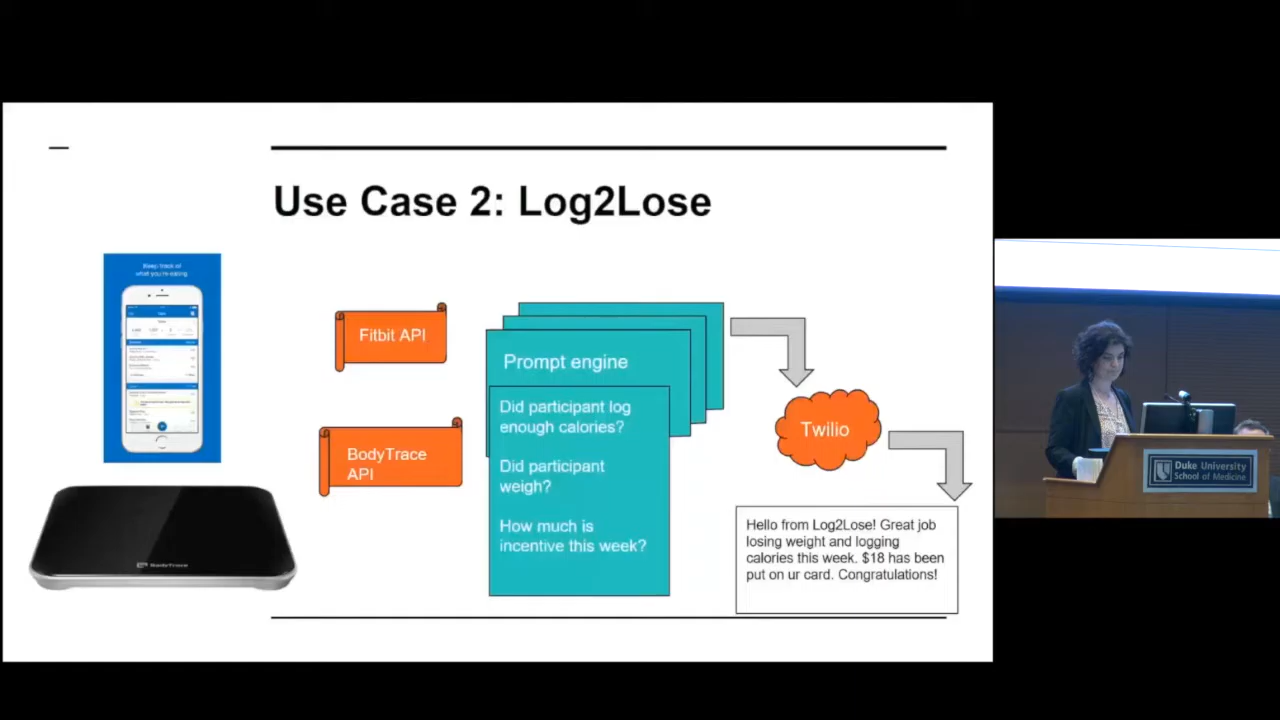 Use Case 2: Log2Lose
Keep track of
what you're eating
Fitbit API
BodyTrace
API
BodyTrace
Prompt engine
Did participant log
enough calories?
Did participant
weigh?
How much is
incentive this week?
Twilio
Hello from Log2Lose! Great job
losing weight and logging
calories this week. $18 has been
put on ur card. Congratulations!
Duke University
School of Medicine